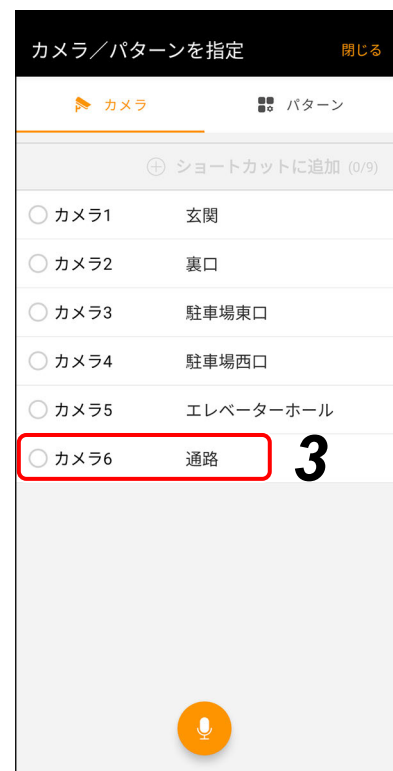 カメラ／パターンを指定 閉じる
カメラ パターン
ショートカットに追加 (0/9)
カメラ1 玄関
カメラ2 裏口
カメラ3 駐車場東口
カメラ4 駐車場西口
カメラ5 エレベーターホール
カメラ6 通路 3